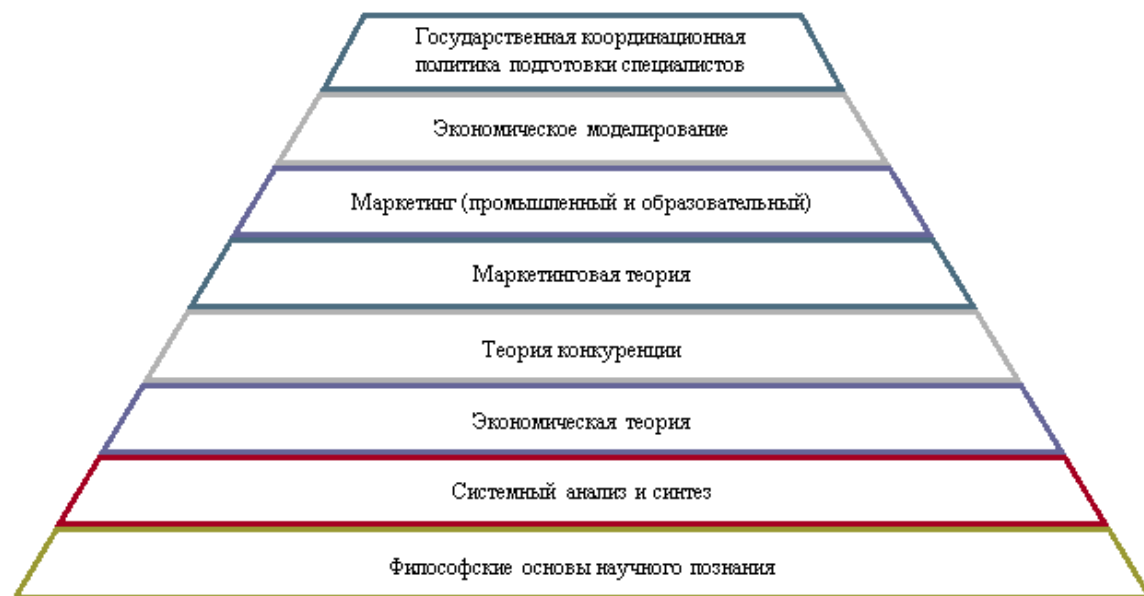 Государственная координационная
политика подготовки специалистов
Экономическое моделирование
Маркетинг (промышленный и образовательный)
Маркетинговая теория
Теория конкуренции
Экономическая теория
Системный анализ и синтез
Философские основы научного познания